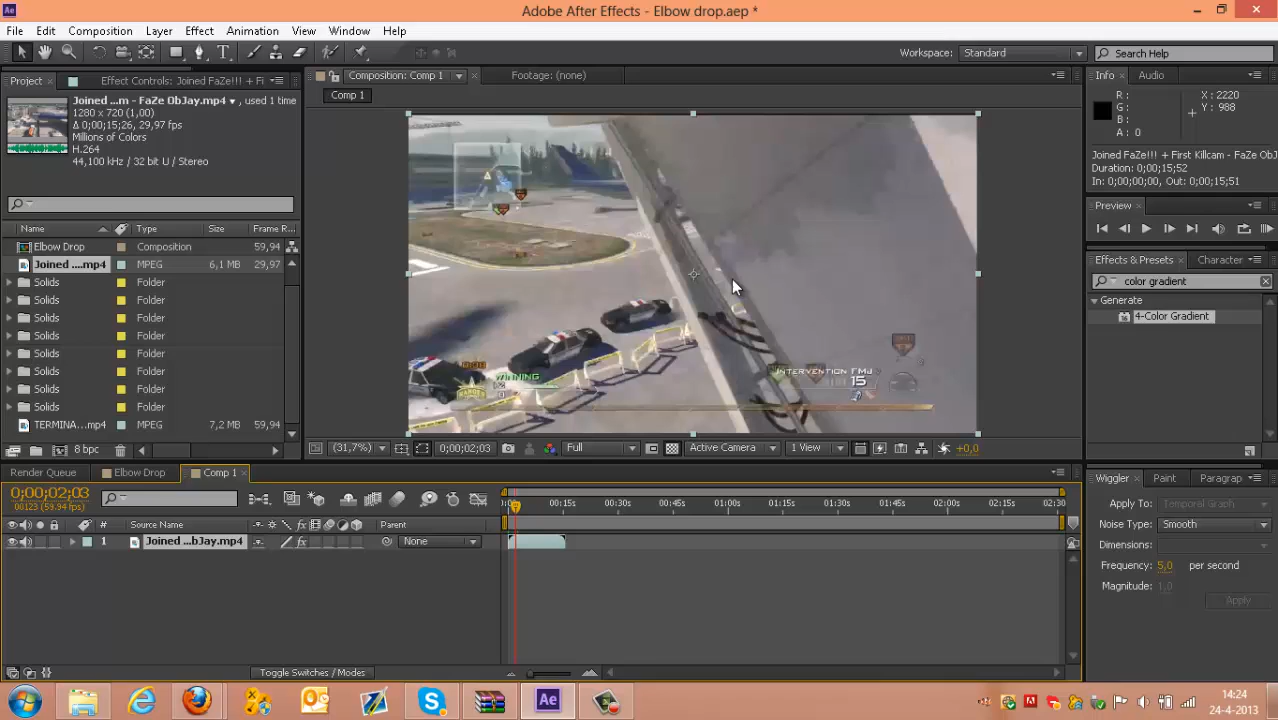 Adobe After Effects - Elbow drop.aep *
File Edit Composition Layer Effect Animation View Window Help
Workspace: Standard
Search Help
Project
Effect Controls: Joined FaZe!!! + Fi
Composition: Comp 1
Footage: (none)
Info
Audio
Comp 1
Joined ...m - FaZe ObJay.mp4 , used 1 time
1280 x 720 (1,00)
Δ 0;00;15;26, 29,97 fps
Millions of Colors
H.264
44,100 kHz / 32 bit U / Stereo
R :
G :
B :
A : 0
X : 2220
Y : 988
Joined FaZe!!! + First Killcam - FaZe ObJ
Duration: 0;00;15;52
In: 0;00;00;00, Out: 0;00;15;51
Preview
Name Type Size Frame R
Elbow Drop Composition 59,94
Joined ....mp4 MPEG 6,1 MB 29,97
Solids Folder
Solids Folder
Solids Folder
Solids Folder
Solids Folder
Solids Folder
Solids Folder
Solids Folder
TERMINA...mp4 MPEG 7,2 MB 59,94
8 bpc
Effects & Presets
Character
color gradient
Generate
4-Color Gradient
WINNING
INTERVENTION FMJ
15
(31,7%)
0;00;02;03
Full
Active Camera
1 View
+0,0
Render Queue
Elbow Drop
Comp 1
0;00;02;03
00123 (59.94 fps)
# Source Name Parent
1 Joined ...bJay.mp4 None
00:15s 00:30s 00:45s 01:00s 01:15s 01:30s 01:45s 02:00s 02:15s 02:30
Toggle Switches / Modes
Wiggler
Paint
Paragraph
Apply To: Temporal Graph
Noise Type: Smooth
Dimensions:
Frequency: 5,0 per second
Magnitude: 1,0
Apply
14:24
24-4-2013